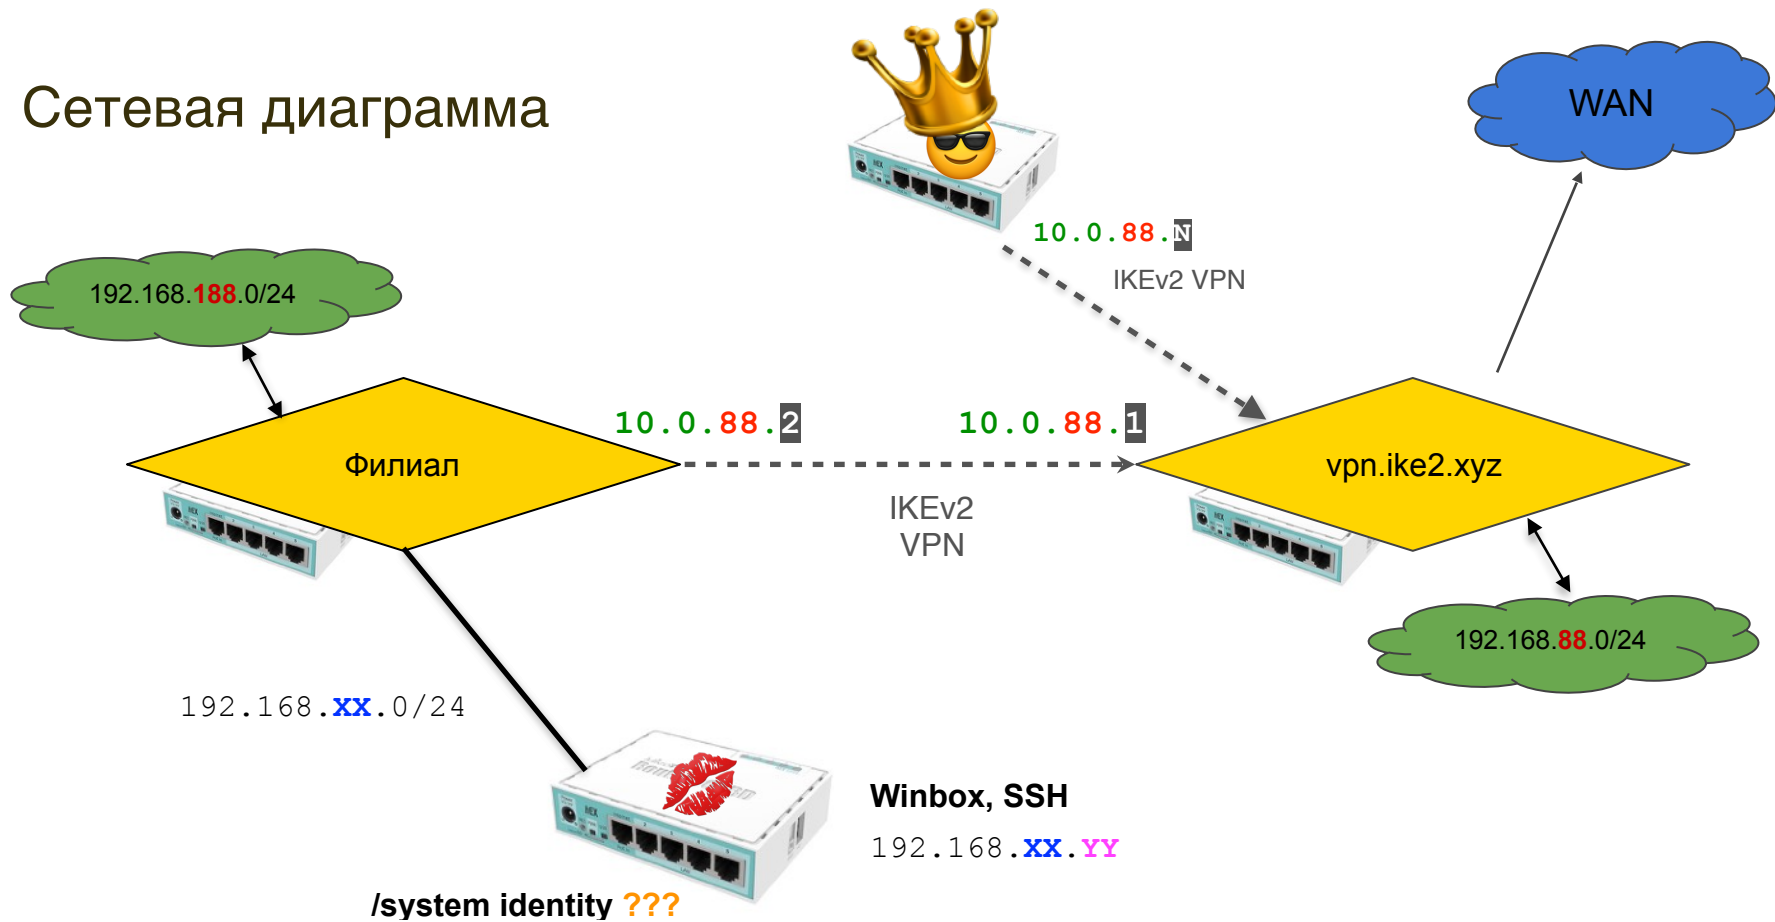 Сетевая диаграмма
WAN
10.0.88.N
IKEv2 VPN
192.168.188.0/24
10.0.88.2
10.0.88.1
Филиал
vpn.ike2.xyz
IKEv2
VPN
192.168.88.0/24
192.168.XX.0/24
Winbox, SSH
192.168.XX.YY
/system identity ???